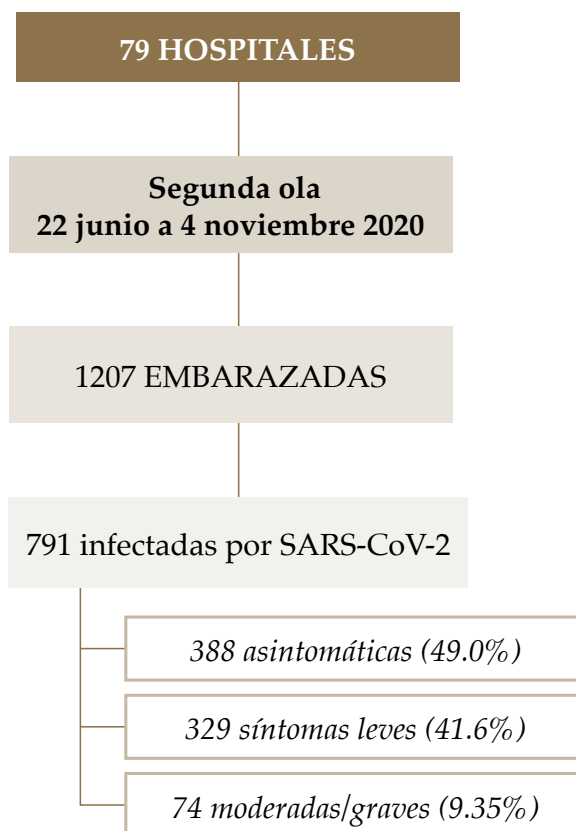 79 HOSPITALES
Segunda ola
22 junio a 4 noviembre 2020
1207 EMBARAZADAS
791 infectadas por SARS-CoV-2
388 asintomáticas (49.0%)
329 síntomas leves (41.6%)
74 moderadas/graves (9.35%)